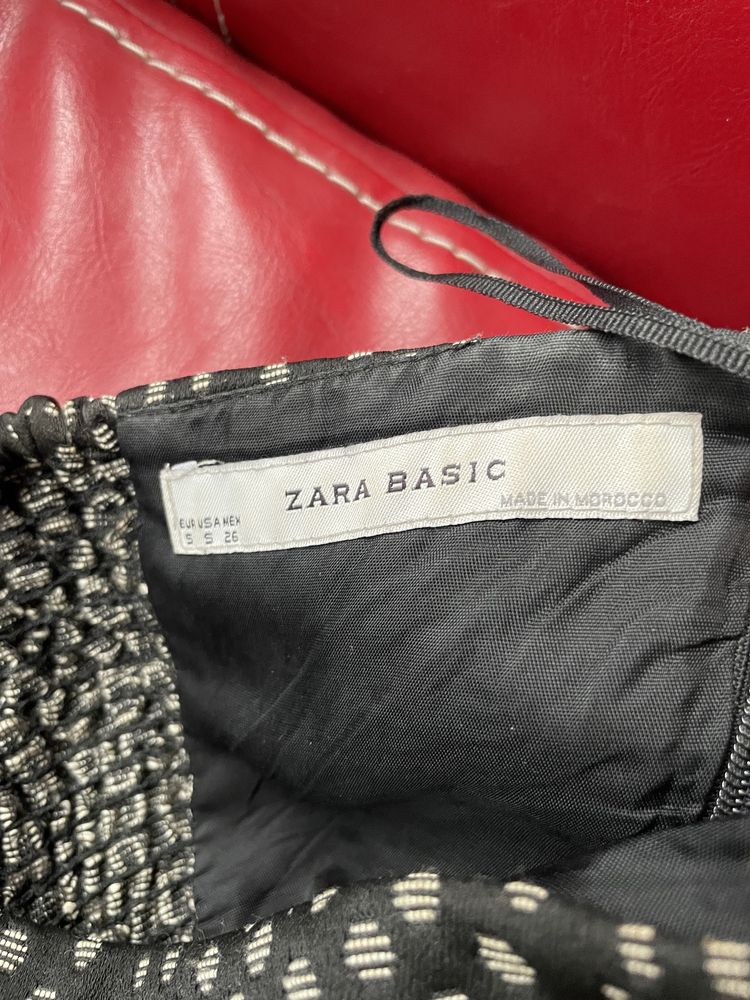 ZARA BASIC
MADE IN MOROCCO
EUR USA MEX
S S 26